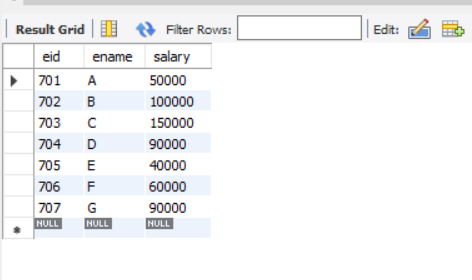 Result Grid Filter Rows: Edit:
eid ename salary
701 A 50000
702 B 100000
703 C 150000
704 D 90000
705 E 40000
706 F 60000
707 G 90000
NULL NULL NULL